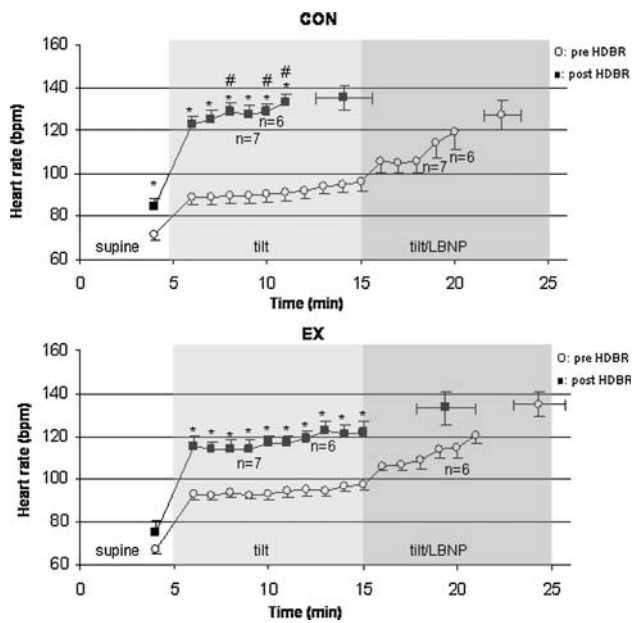 CON
○: pre HDBR
■: post HDBR
Heart rate (bpm)
160
140
120
100
80
60
* * * * * * *
# # #
n=7
n=6
n=7
n=6
supine
tilt
tilt/LBNP
0 5 10 15 20 25
Time (min)
EX
○: pre HDBR
■: post HDBR
Heart rate (bpm)
160
140
120
100
80
60
* * * * * * * * * *
n=7
n=6
n=6
supine
tilt
tilt/LBNP
0 5 10 15 20 25
Time (min)